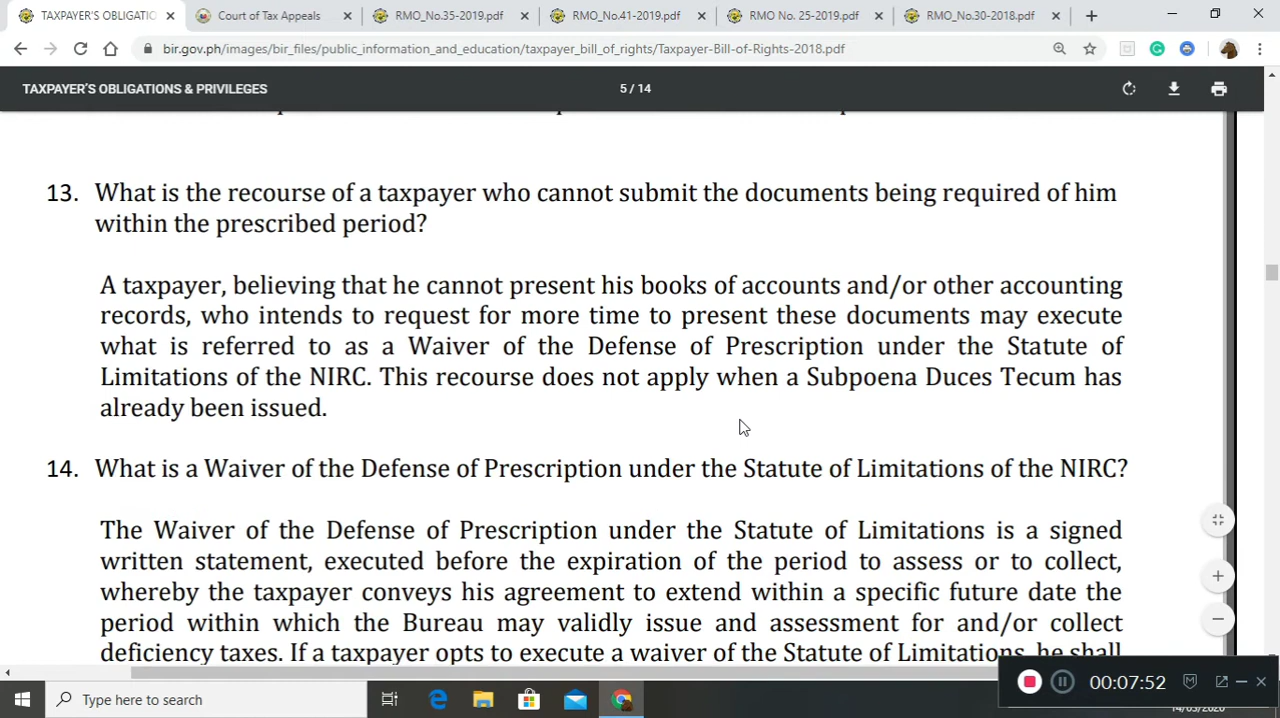 TAXPAYER'S OBLIGATIO
Court of Tax Appeals
RMO_No.35-2019.pdf
RMO_No.41-2019.pdf
RMO No. 25-2019.pdf
RMO_No.30-2018.pdf
bir.gov.ph/images/bir_files/public_information_and_education/taxpayer_bill_of_rights/Taxpayer-Bill-of-Rights-2018.pdf
TAXPAYER'S OBLIGATIONS & PRIVILEGES
5 / 14
13. What is the recourse of a taxpayer who cannot submit the documents being required of him
within the prescribed period?
A taxpayer, believing that he cannot present his books of accounts and/or other accounting
records, who intends to request for more time to present these documents may execute
what is referred to as a Waiver of the Defense of Prescription under the Statute of
Limitations of the NIRC. This recourse does not apply when a Subpoena Duces Tecum has
already been issued.
14. What is a Waiver of the Defense of Prescription under the Statute of Limitations of the NIRC?
The Waiver of the Defense of Prescription under the Statute of Limitations is a signed
written statement, executed before the expiration of the period to assess or to collect,
whereby the taxpayer conveys his agreement to extend within a specific future date the
period within which the Bureau may validly issue and assessment for and/or collect
deficiency taxes. If a taxpayer opts to execute a waiver of the Statute of Limitations, he shall
Type here to search
00:07:52